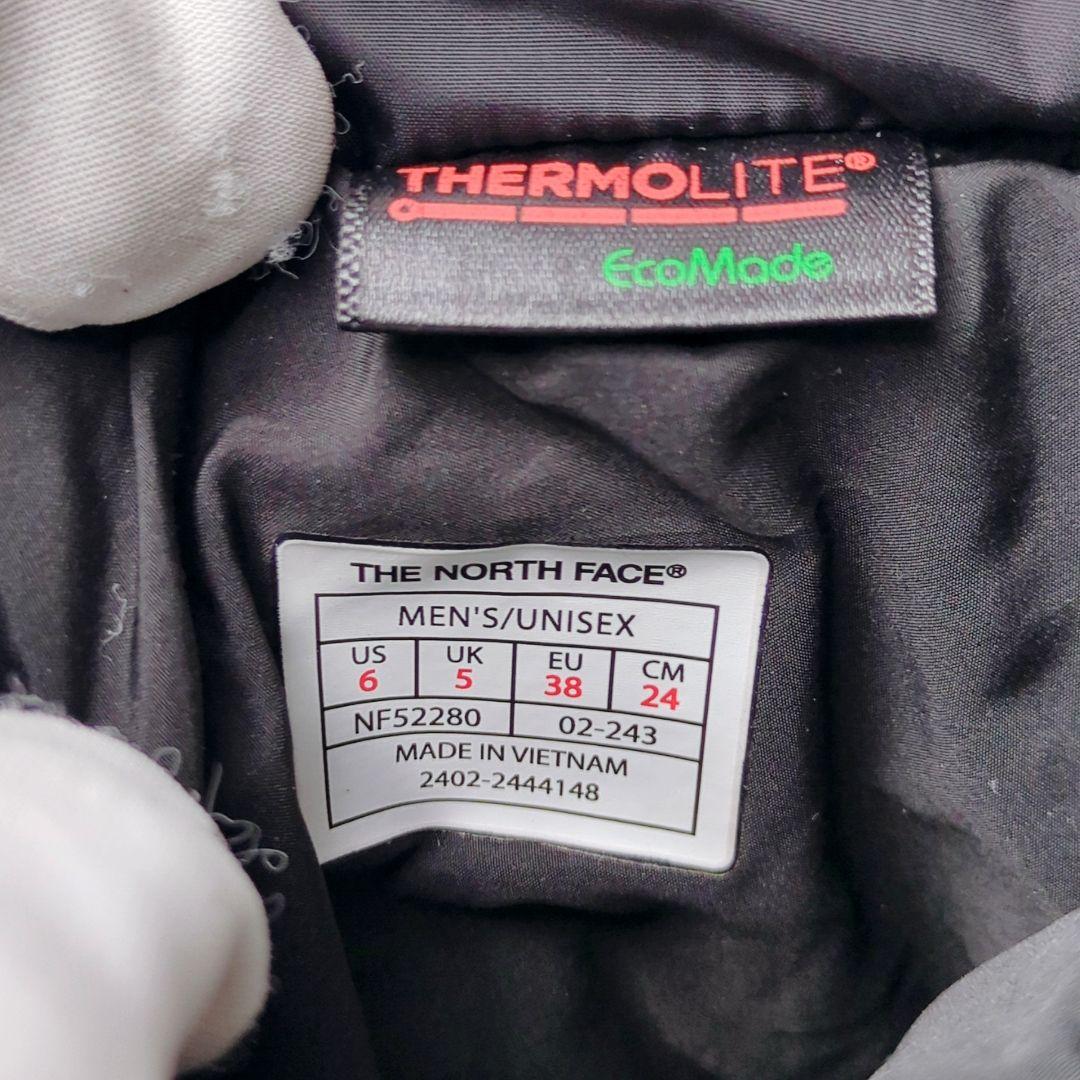 THERMOLITE®
EcoMade
THE NORTH FACE®
MEN'S/UNISEX
US UK EU CM
6 5 38 24
NF52280 02-243
MADE IN VIETNAM
2402-2444148